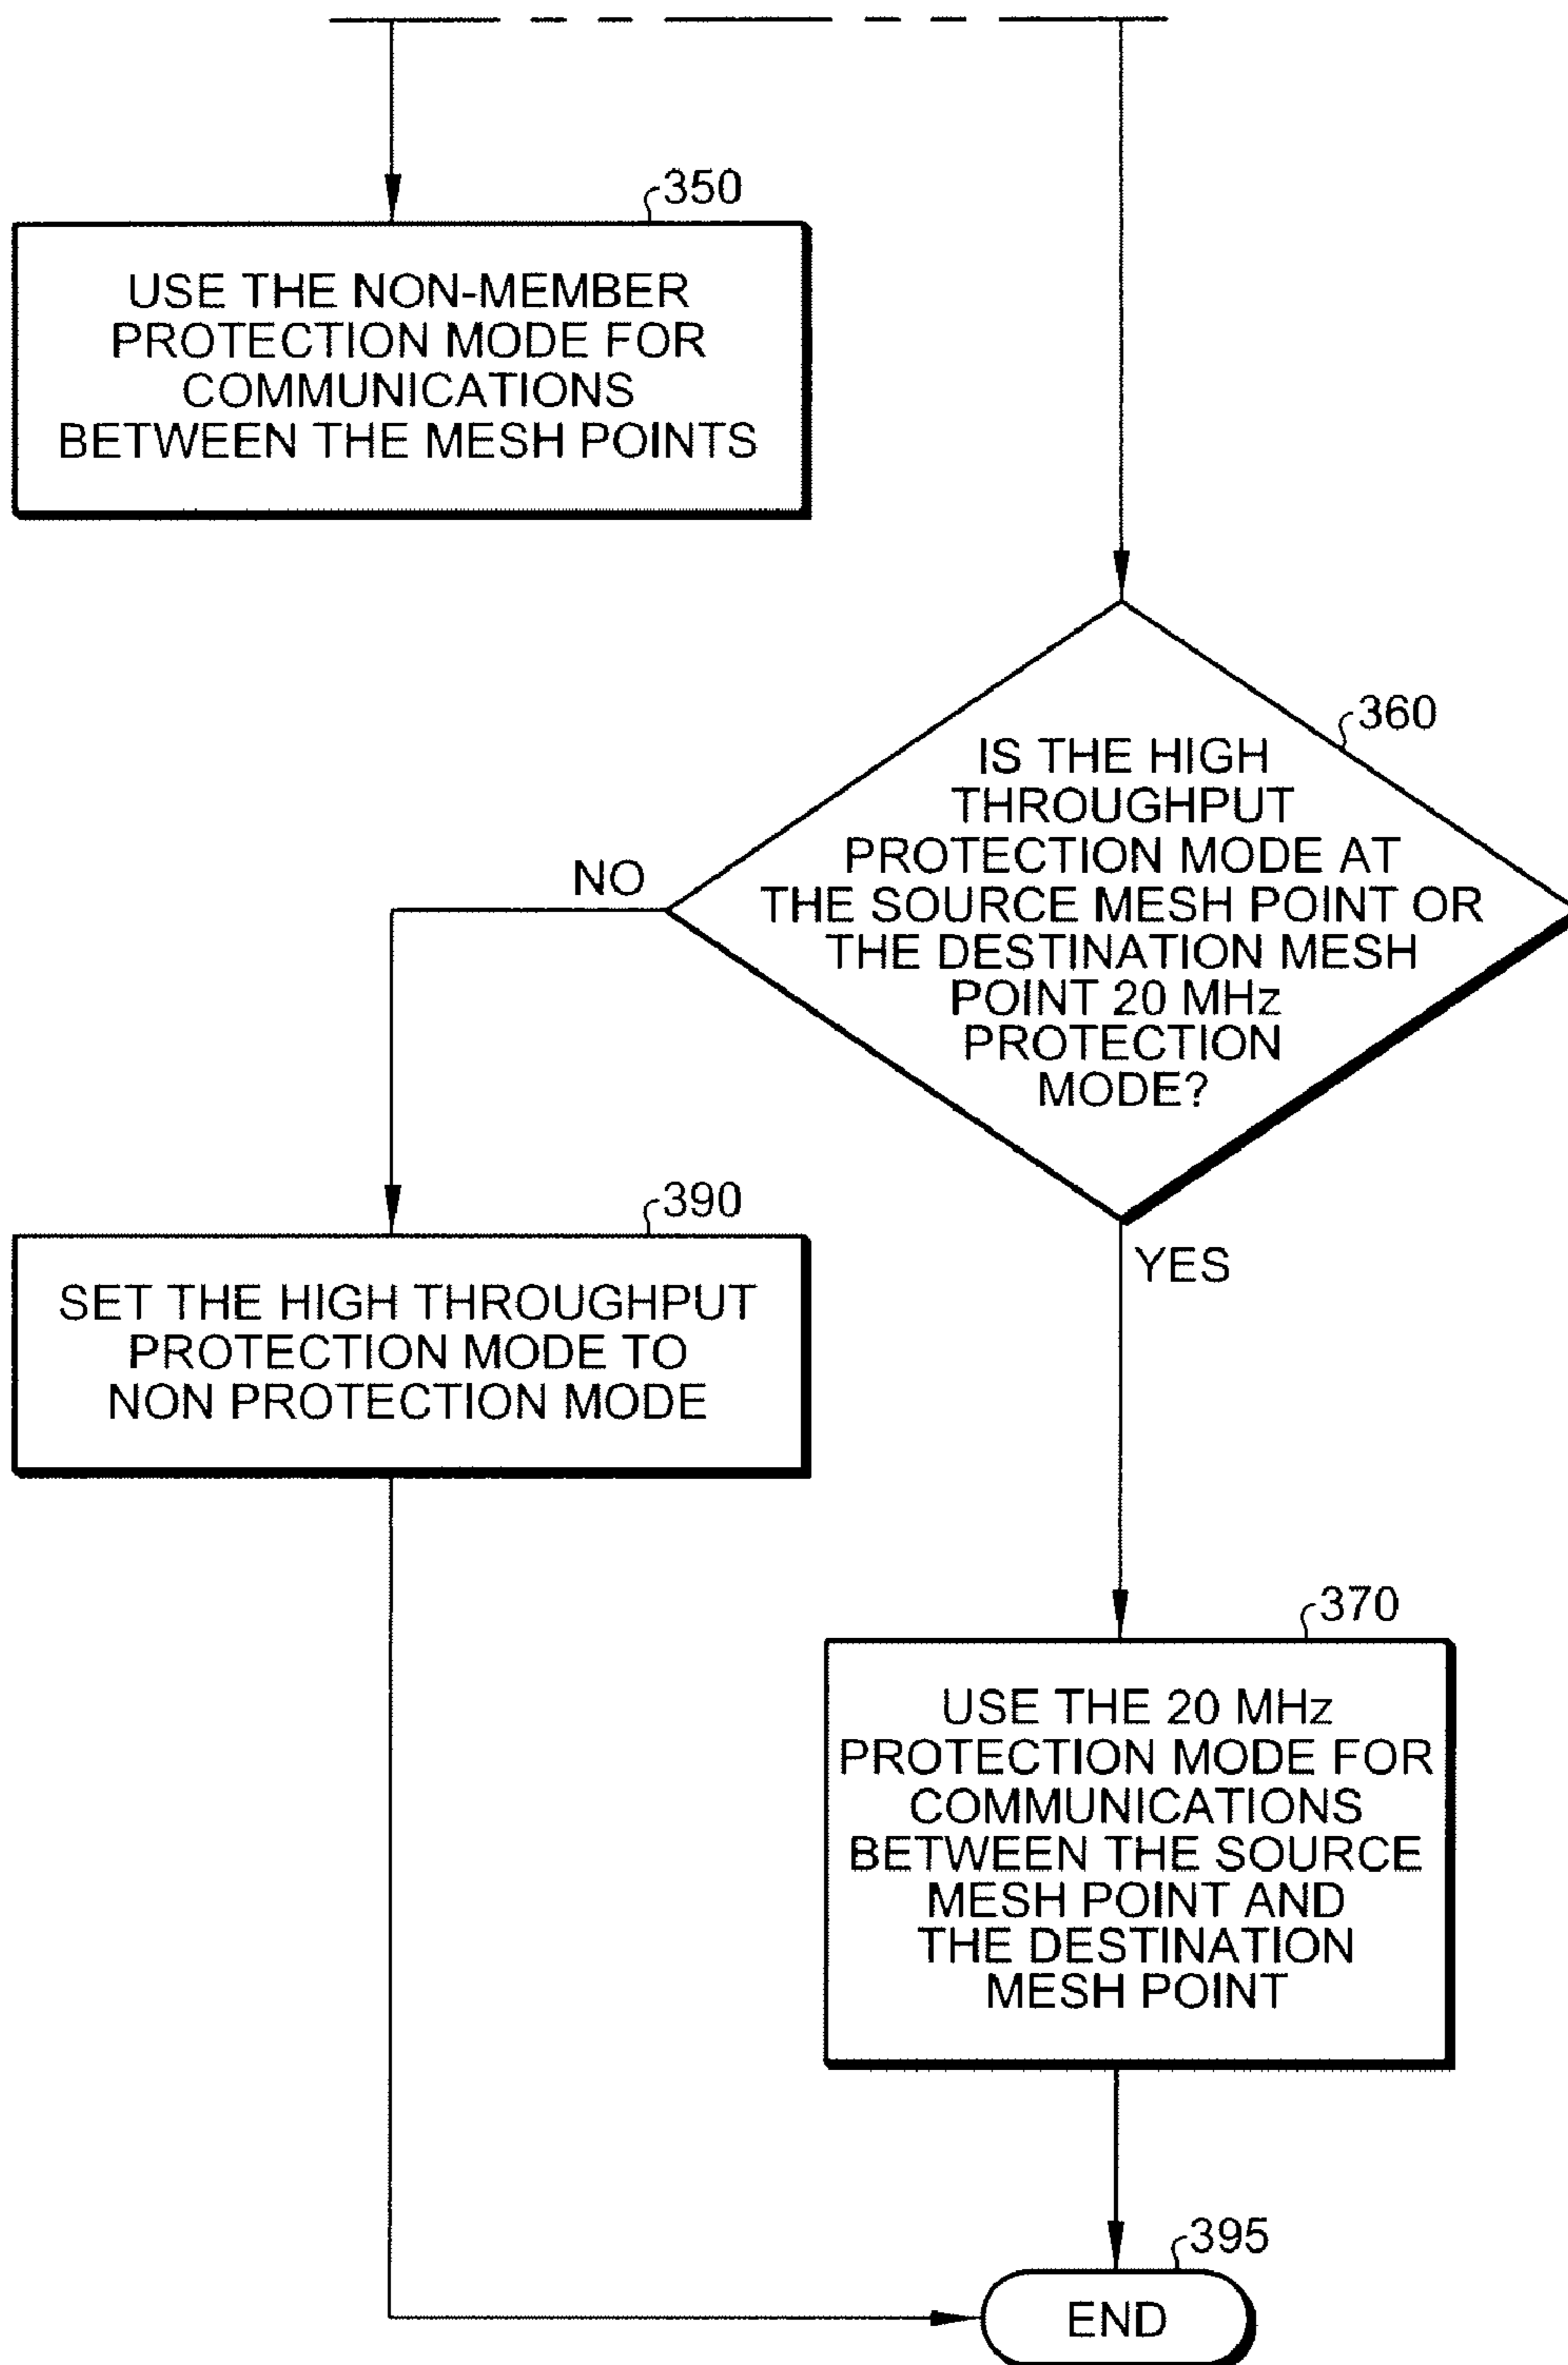 350
USE THE NON-MEMBER
PROTECTION MODE FOR
COMMUNICATIONS
BETWEEN THE MESH POINTS
360
IS THE HIGH
THROUGHPUT
PROTECTION MODE AT
THE SOURCE MESH POINT OR
THE DESTINATION MESH
POINT 20 MHz
PROTECTION
MODE?
NO
YES
390
SET THE HIGH THROUGHPUT
PROTECTION MODE TO
NON PROTECTION MODE
370
USE THE 20 MHz
PROTECTION MODE FOR
COMMUNICATIONS
BETWEEN THE SOURCE
MESH POINT AND
THE DESTINATION
MESH POINT
395
END